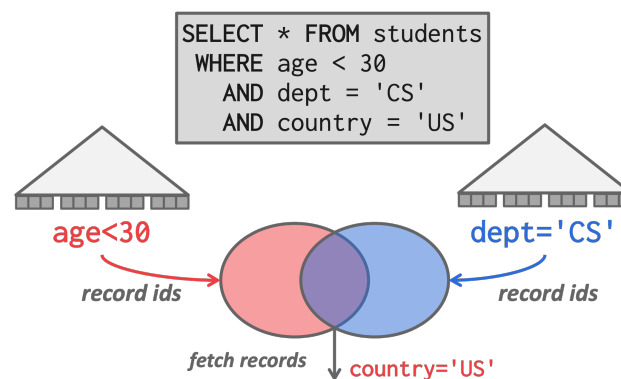 SELECT * FROM students
WHERE age < 30
AND dept = 'CS'
AND country = 'US'
age<30
dept='CS'
record ids
record ids
fetch records
country='US'